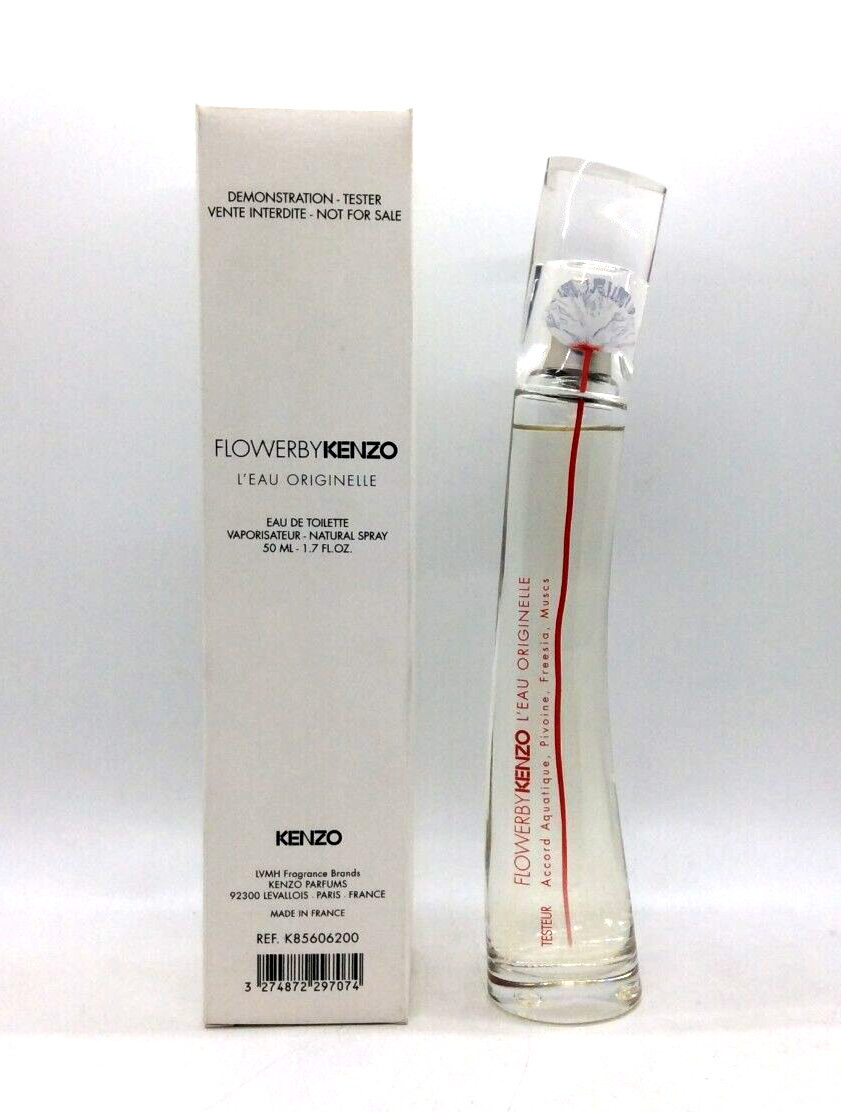 DEMONSTRATION - TESTER
VENTE INTERDITE - NOT FOR SALE
FLOWERBYKENZO
L'EAU ORIGINELLE
EAU DE TOILETTE
VAPORISATEUR - NATURAL SPRAY
50 ML - 1.7 FL.OZ.
KENZO
LVMH Fragrance Brands
KENZO PARFUMS
92300 LEVALLOIS · PARIS · FRANCE
MADE IN FRANCE
REF. K85606200
3 274872 297074
FLOWERBYKENZO L'EAU ORIGINELLE
TESTEUR Accord Aquatique, Pivoine, Freesia, Muscs